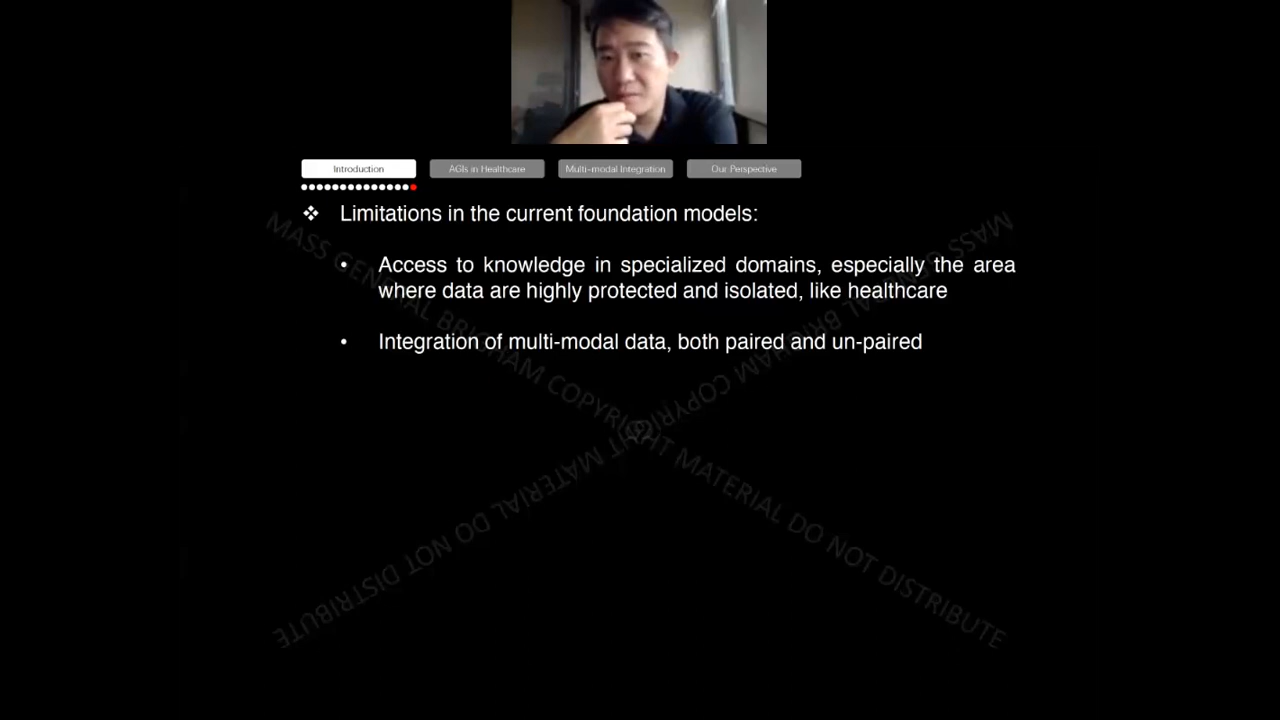 Introduction
AGIs in Healthcare
Multi-modal Integration
Our Perspective
❖ Limitations in the current foundation models:
• Access to knowledge in specialized domains, especially the area
where data are highly protected and isolated, like healthcare
• Integration of multi-modal data, both paired and un-paired
MASS GENERAL BRIGHAM COPYRIGHT MATERIAL DO NOT DISTRIBUTE
MASS GENERAL BRIGHAM COPYRIGHT MATERIAL DO NOT DISTRIBUTE